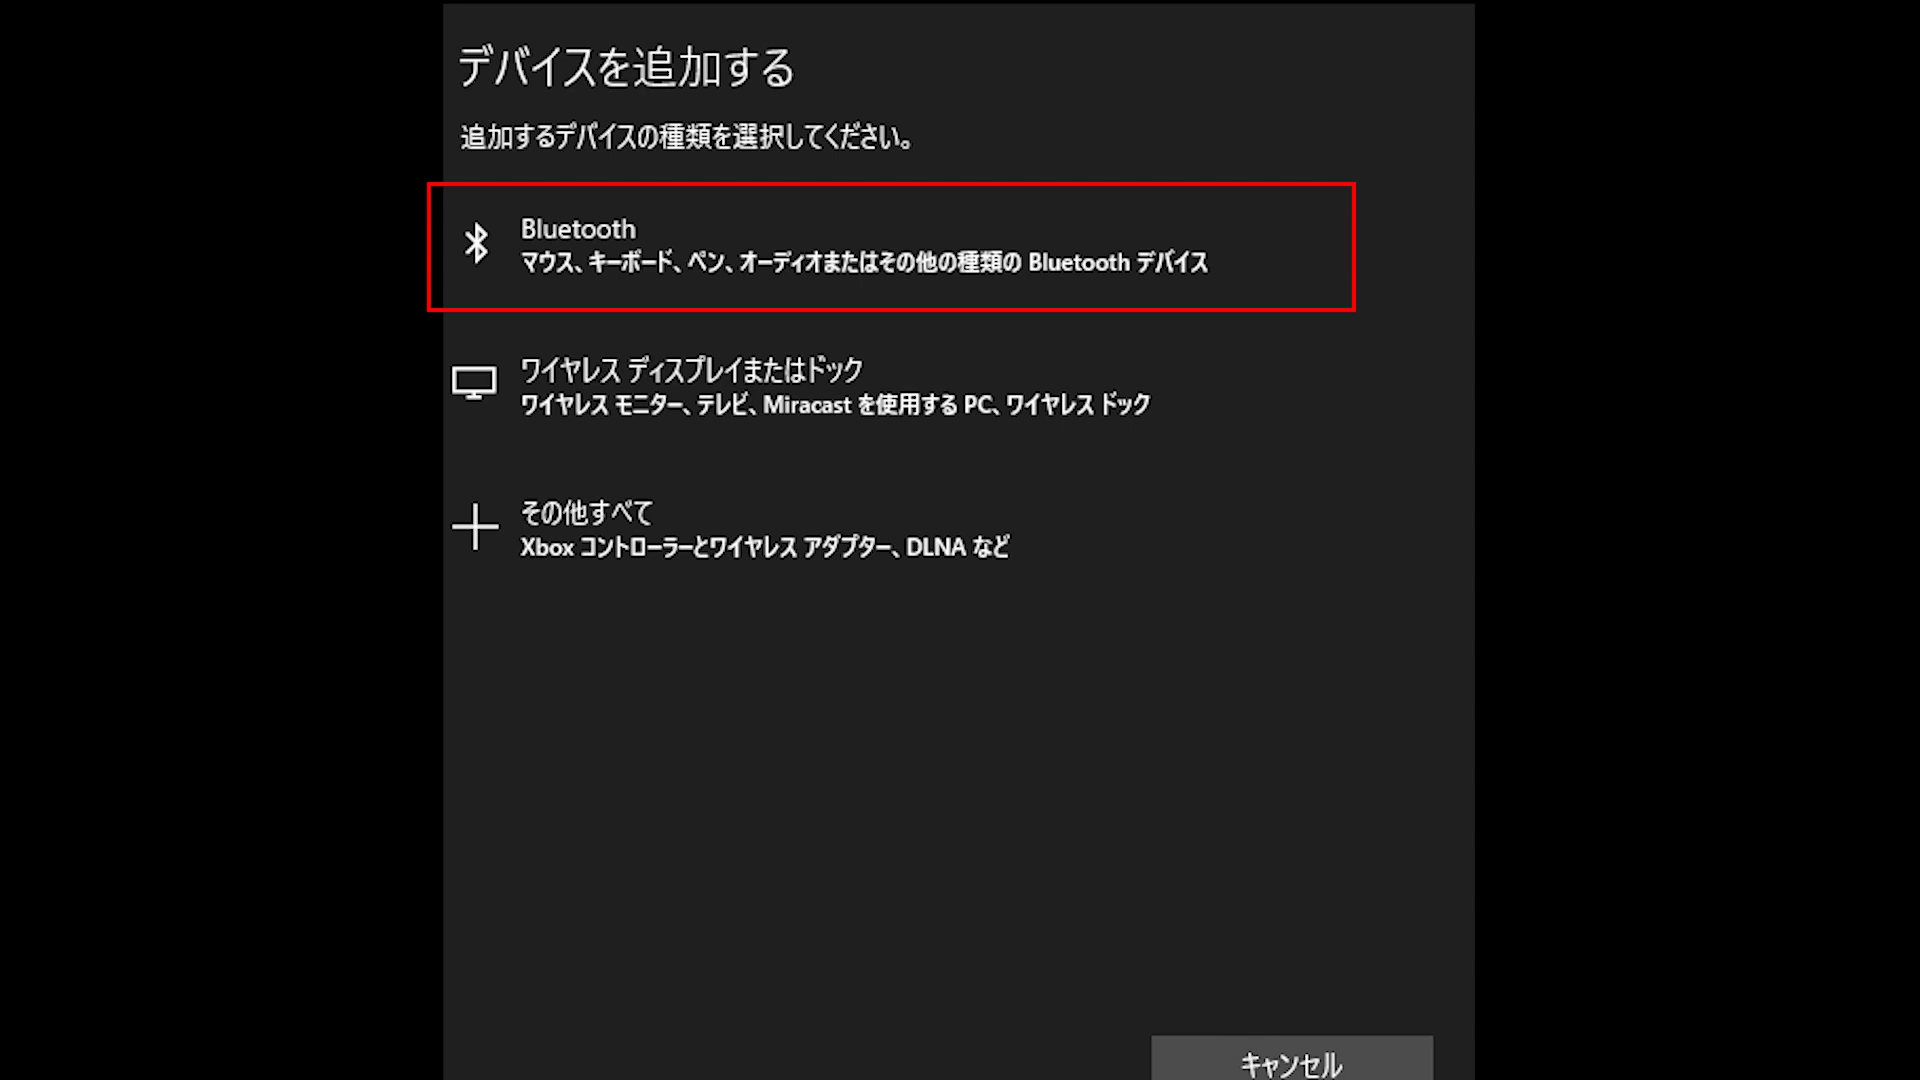 デバイスを追加する
追加するデバイスの種類を選択してください。
Bluetooth
マウス、キーボード、ペン、オーディオまたはその他の種類の Bluetooth デバイス
ワイヤレス ディスプレイまたはドック
ワイヤレス モニター、テレビ、Miracast を使用する PC、ワイヤレス ドック
その他すべて
Xbox コントローラーとワイヤレス アダプター、DLNA など
キャンセル